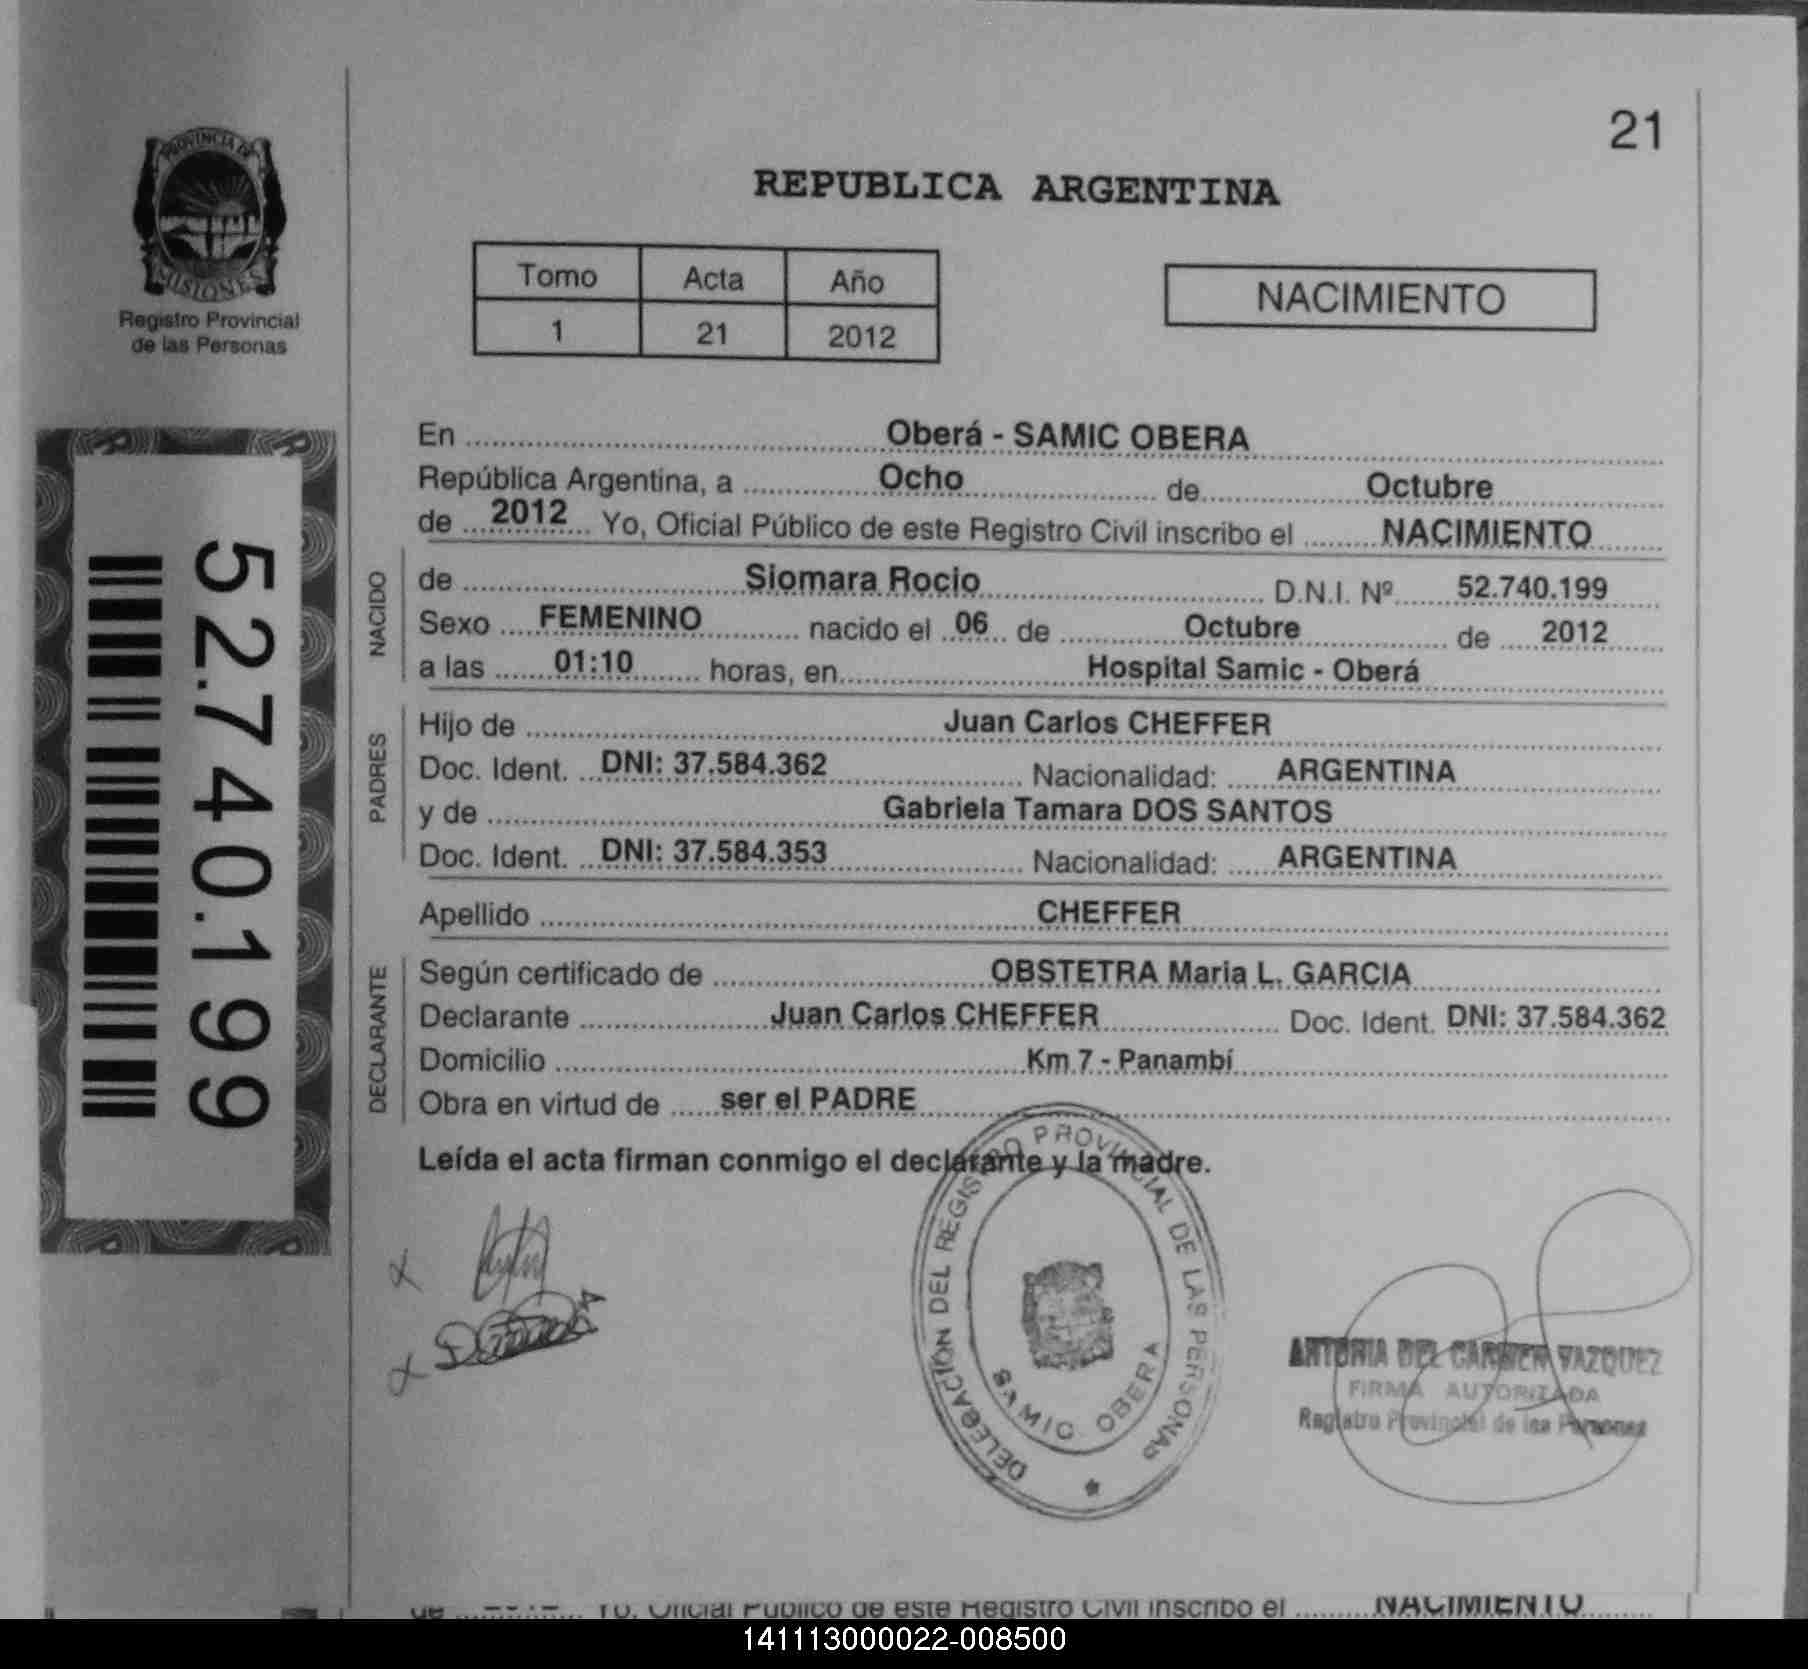 21
PROVINCIA DE
MISIONES
Registro Provincial
de las Personas
REPUBLICA ARGENTINA
Tomo Acta Año
1 21 2012
NACIMIENTO
52.740.199
En Oberá - SAMIC OBERA
República Argentina, a Ocho de Octubre
de 2012 Yo, Oficial Público de este Registro Civil inscribo el NACIMIENTO
NACIDO
de Siomara Rocio D.N.I. Nº 52.740.199
Sexo FEMENINO nacido el 06 de Octubre de 2012
a las 01:10 horas, en Hospital Samic - Oberá
PADRES
Hijo de Juan Carlos CHEFFER
Doc. Ident. DNI: 37.584.362 Nacionalidad: ARGENTINA
y de Gabriela Tamara DOS SANTOS
Doc. Ident. DNI: 37.584.353 Nacionalidad: ARGENTINA
Apellido CHEFFER
DECLARANTE
Según certificado de OBSTETRA Maria L. GARCIA
Declarante Juan Carlos CHEFFER Doc. Ident. DNI: 37.584.362
Domicilio Km 7 - Panambí
Obra en virtud de ser el PADRE
Leída el acta firman conmigo el declarante y la madre.
DELEGACIÓN DEL REGISTRO PROVINCIAL DE LAS PERSONAS
SAMIC OBERA
ANTONIA DEL CARMEN VAZQUEZ
FIRMA AUTORIZADA
Registro Provincial de las Personas
de 2012 Yo, Oficial Público de este Registro Civil inscribo el NACIMIENTO
141113000022-008500